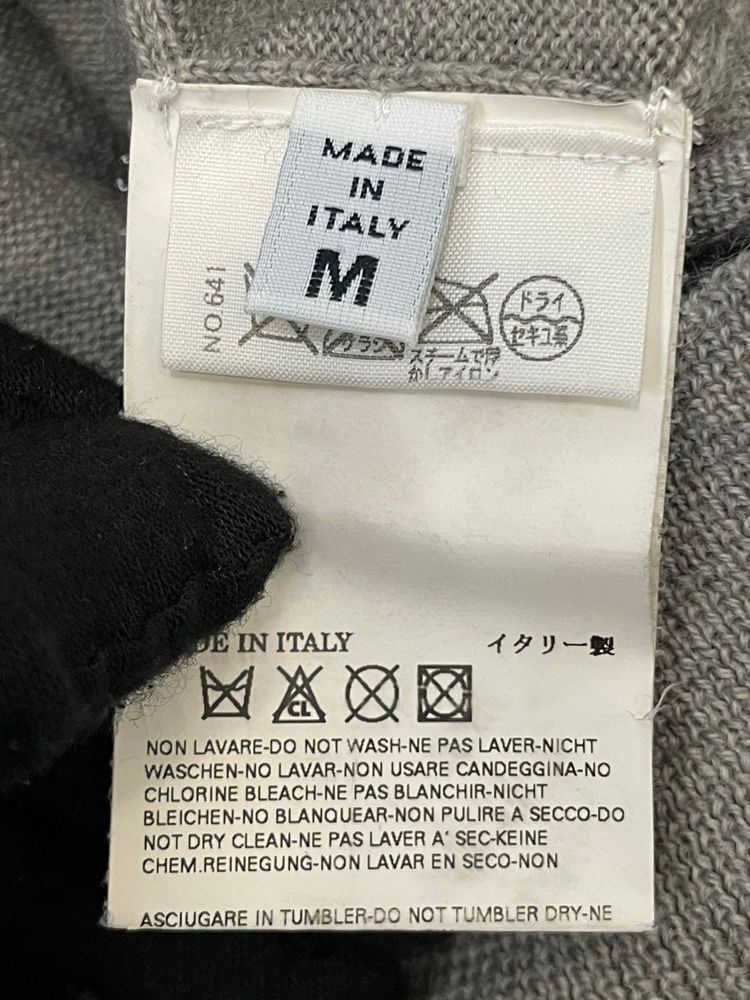 MADE
IN
ITALY
M
NO 641
ドライ
セキユ系
スチームで浮
かしアイロン
DE IN ITALY
イタリー製
CL
NON LAVARE-DO NOT WASH-NE PAS LAVER-NICHT
WASCHEN-NO LAVAR-NON USARE CANDEGGINA-NO
CHLORINE BLEACH-NE PAS BLANCHIR-NICHT
BLEICHEN-NO BLANQUEAR-NON PULIRE A SECCO-DO
NOT DRY CLEAN-NE PAS LAVER A' SEC-KEINE
CHEM.REINEGUNG-NON LAVAR EN SECO-NON
ASCIUGARE IN TUMBLER-DO NOT TUMBLER DRY-NE